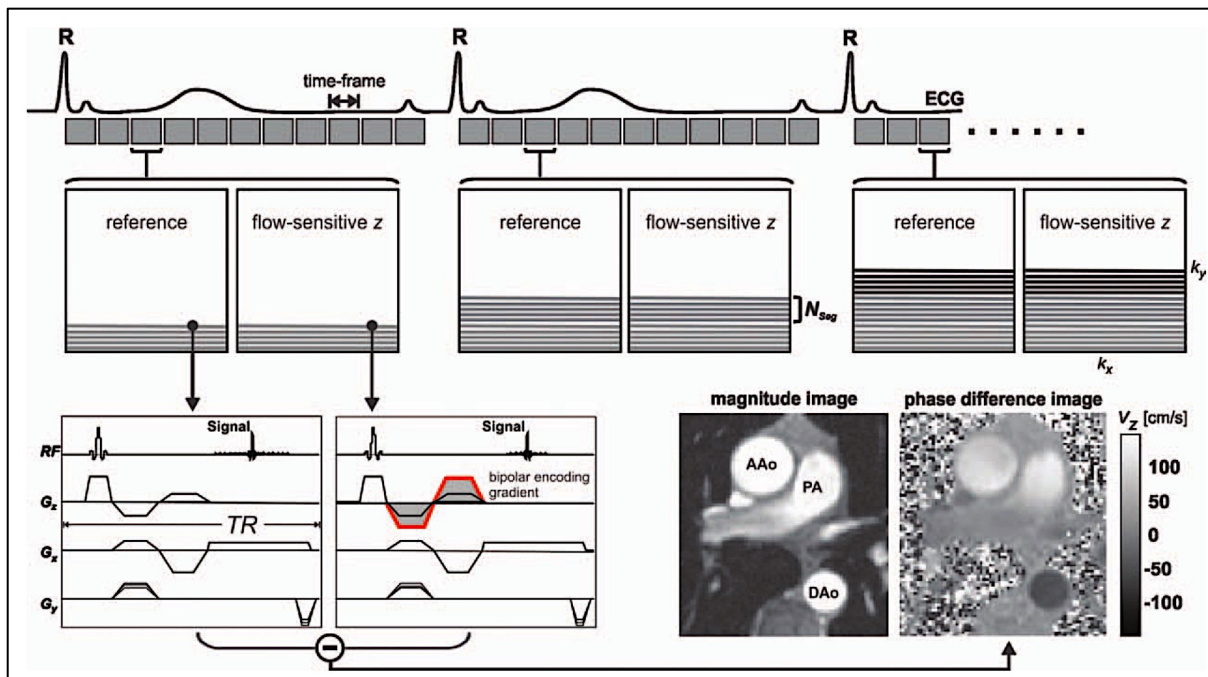 R
R
R
time-frame
ECG
reference
flow-sensitive z
reference
flow-sensitive z
reference
flow-sensitive z
k_y
N_Seg
k_x
magnitude image
phase difference image
V_z [cm/s]
RF
Signal
Signal
G_z
bipolar encoding
gradient
TR
G_x
G_y
AAo
PA
DAo
100
50
0
-50
-100